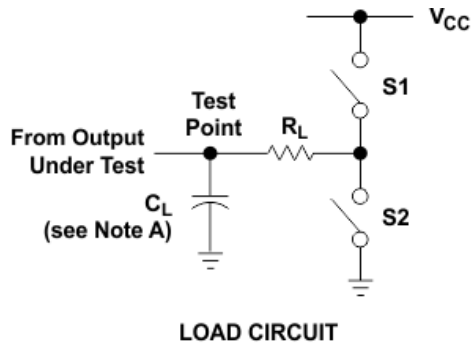 VCC
S1
Test
Point
RL
From Output
Under Test
CL
(see Note A)
S2
LOAD CIRCUIT